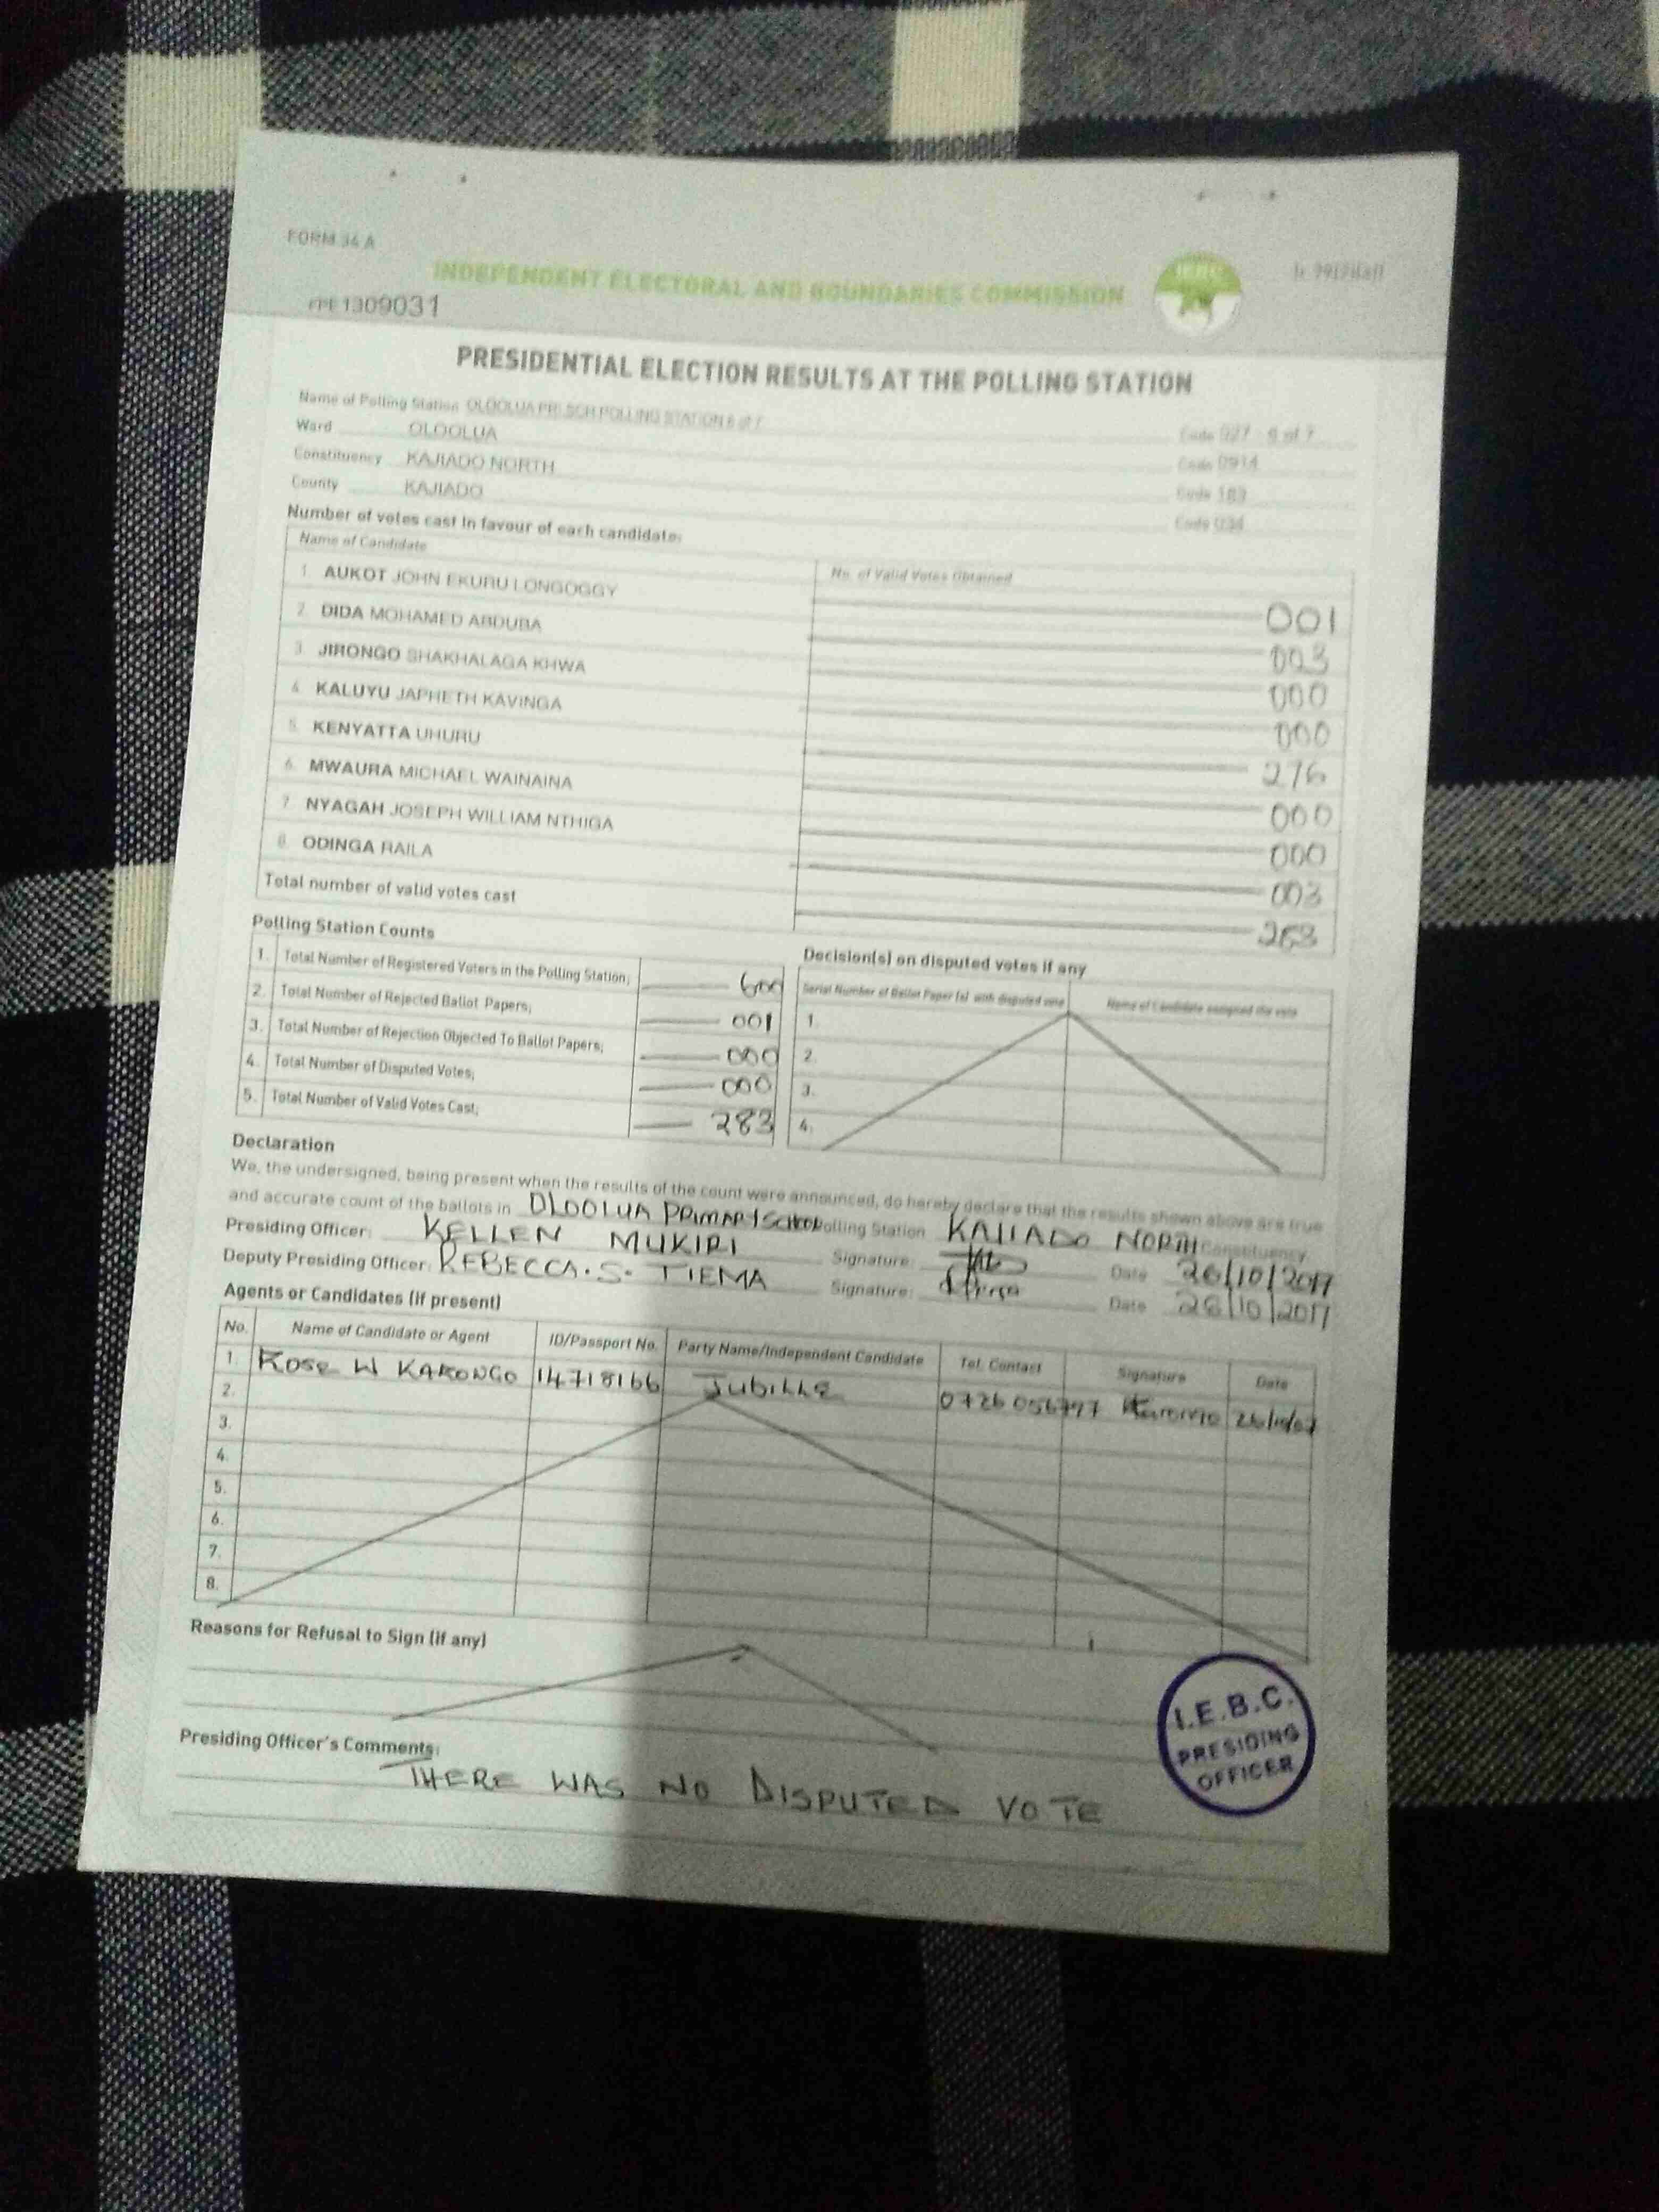 FORM 34 A
INDEPENDENT ELECTORAL AND BOUNDARIES COMMISSION
1309031
PRESIDENTIAL ELECTION RESULTS AT THE POLLING STATION
Name of Polling Station OLOOLUA PRI SCH POLLING STATION 6 of 7
Code 027 6 of 7
Ward OLOOLUA Code 0914
Constituency KAJIADO NORTH Code 183
County KAJIADO Code 034
Number of votes cast in favour of each candidate:
Name of Candidate No. of Valid Votes Obtained
1. AUKOT JOHN EKURU LONGOGGY 001
2. DIDA MOHAMED ABDUBA 003
3. JIRONGO SHAKHALAGA KHWA 000
4. KALUYU JAPHETH KAVINGA 000
5. KENYATTA UHURU 276
6. MWAURA MICHAEL WAINAINA 000
7. NYAGAH JOSEPH WILLIAM NTHIGA 000
8. ODINGA RAILA 003
Total number of valid votes cast 283
Polling Station Counts
1. Total Number of Registered Voters in the Polling Station; 600
2. Total Number of Rejected Ballot Papers; 001
3. Total Number of Rejection Objected To Ballot Papers; 000
4. Total Number of Disputed Votes; 000
5. Total Number of Valid Votes Cast; 283
Decision(s) on disputed votes if any
Serial Number of Ballot Paper (s) with disputed vote Name of Candidate assigned the vote
1.
2.
3.
4.
Declaration
We, the undersigned, being present when the results of the count were announced, do hereby declare that the results shown above are true
and accurate count of the ballots in OLOOLUA PRIMARY SCHOOL Polling Station KAJIADO NORTH Constituency.
Presiding Officer: KELLEN MUKIRI Signature: Date 26/10/2017
Deputy Presiding Officer: REBECCA.S. TIEMA Signature: Date 26/10/2017
Agents or Candidates (if present)
No. Name of Candidate or Agent ID/Passport No. Party Name/Independent Candidate Tel. Contact Signature Date
1. Rose W KARONGO 14718166 Jubilee 0726 056797
2.
3.
4.
5.
6.
7.
8.
Reasons for Refusal to Sign (if any)
Presiding Officer's Comments:
THERE WAS NO DISPUTED VOTE
I.E.B.C.
PRESIDING
OFFICER